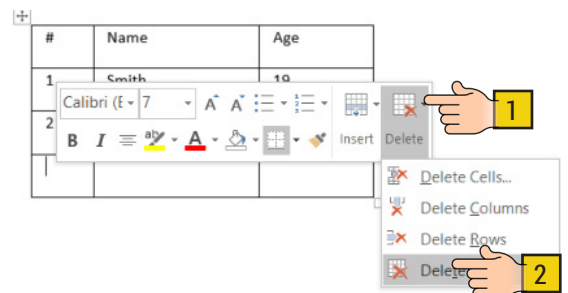 # Name Age
1 Smith 19
Calibri (E 7 A A
2 B I A Insert Delete
1
Delete Cells...
Delete Columns
Delete Rows
2